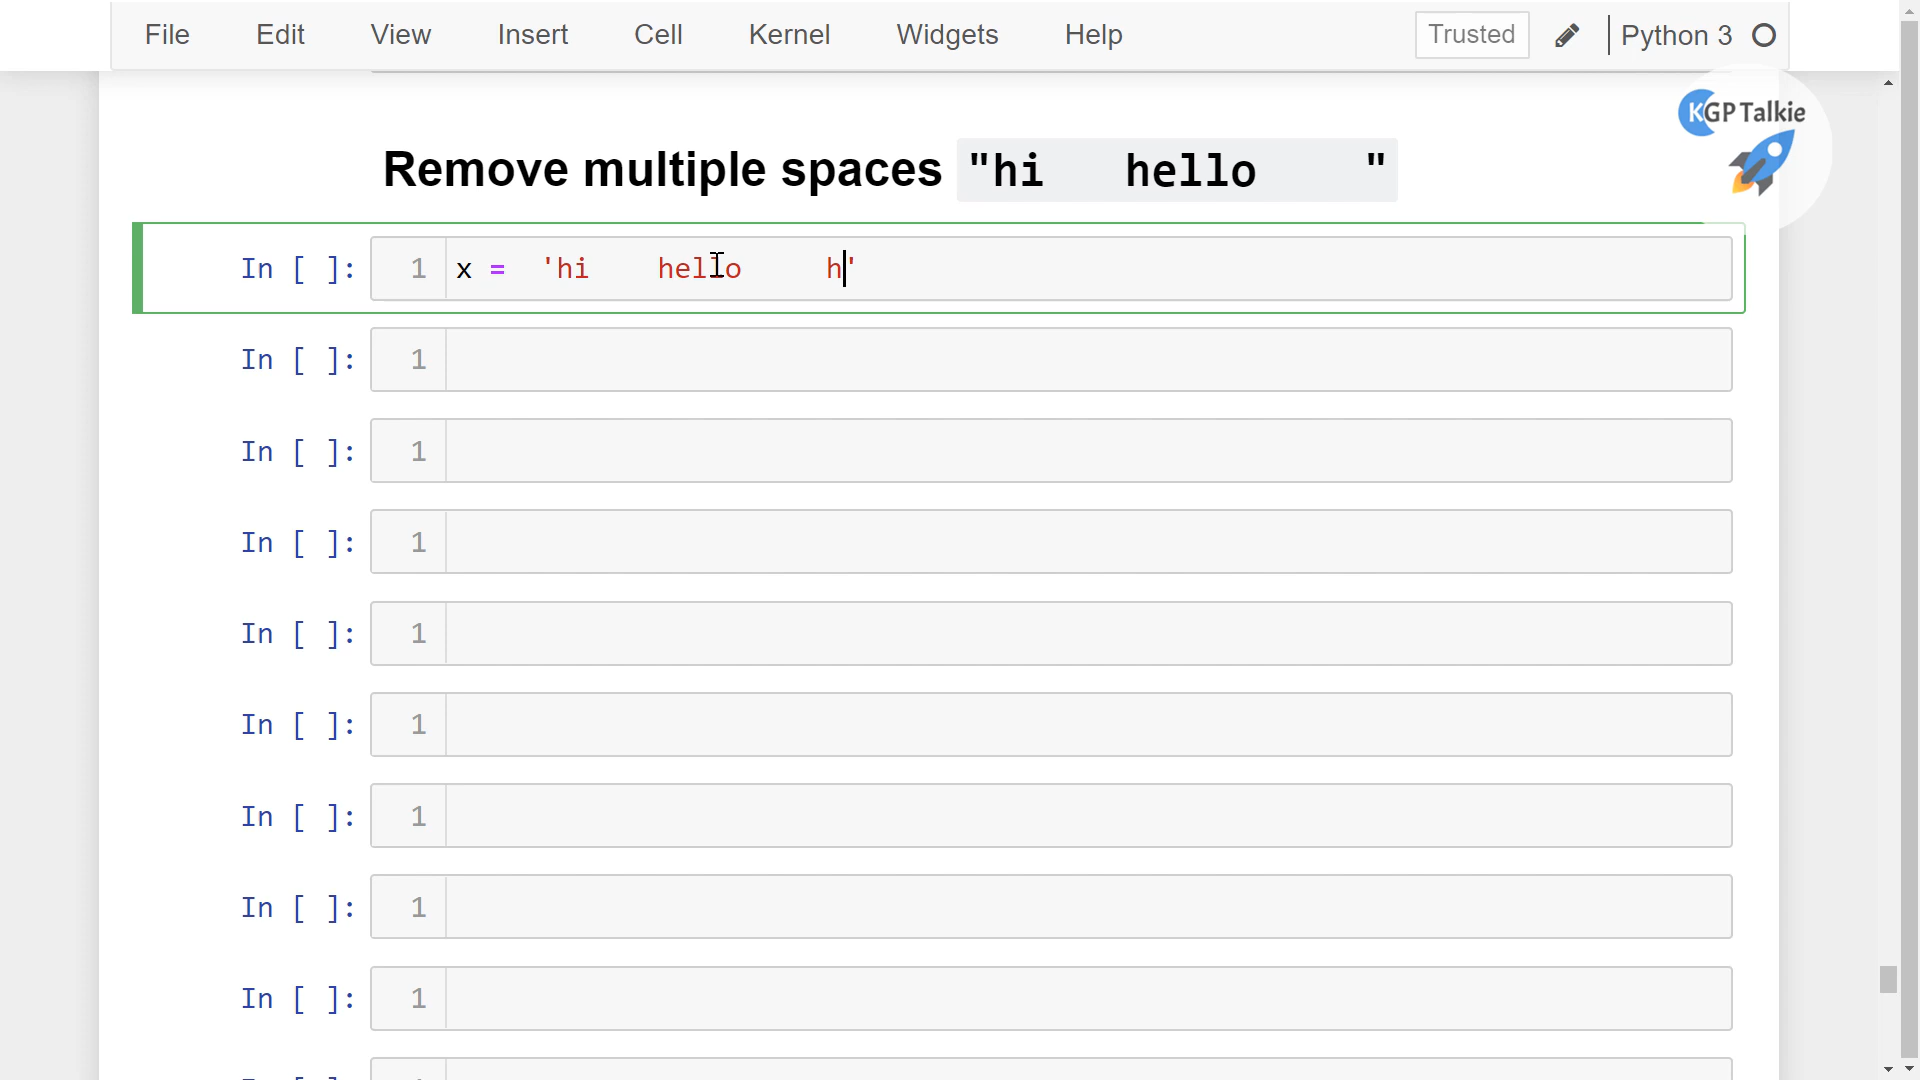 File Edit View Insert Cell Kernel Widgets Help Trusted Python 3
KGP Talkie
Remove multiple spaces "hi   hello    "
In [ ]: 1 x =  'hi    hello     h'
In [ ]: 1
In [ ]: 1
In [ ]: 1
In [ ]: 1
In [ ]: 1
In [ ]: 1
In [ ]: 1
In [ ]: 1